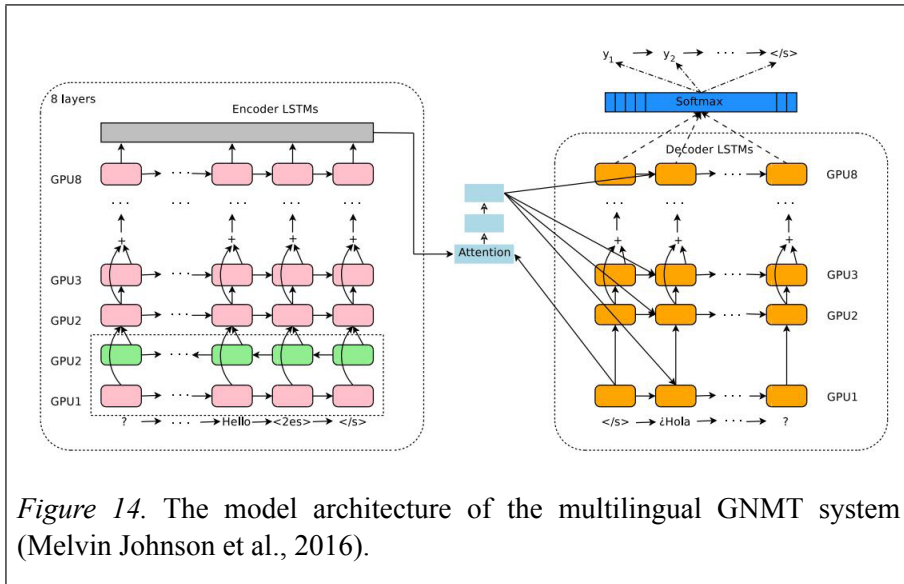 y1 y2 ... </s>
Softmax
8 layers
Encoder LSTMs
Decoder LSTMs
GPU8
GPU8
...
...
+ + + +
+ + +
Attention
GPU3
GPU3
GPU2
GPU2
GPU2
GPU1
GPU1
? ... Hello <2es> </s>
</s> ¿Hola ... ?
Figure 14. The model architecture of the multilingual GNMT system
(Melvin Johnson et al., 2016).